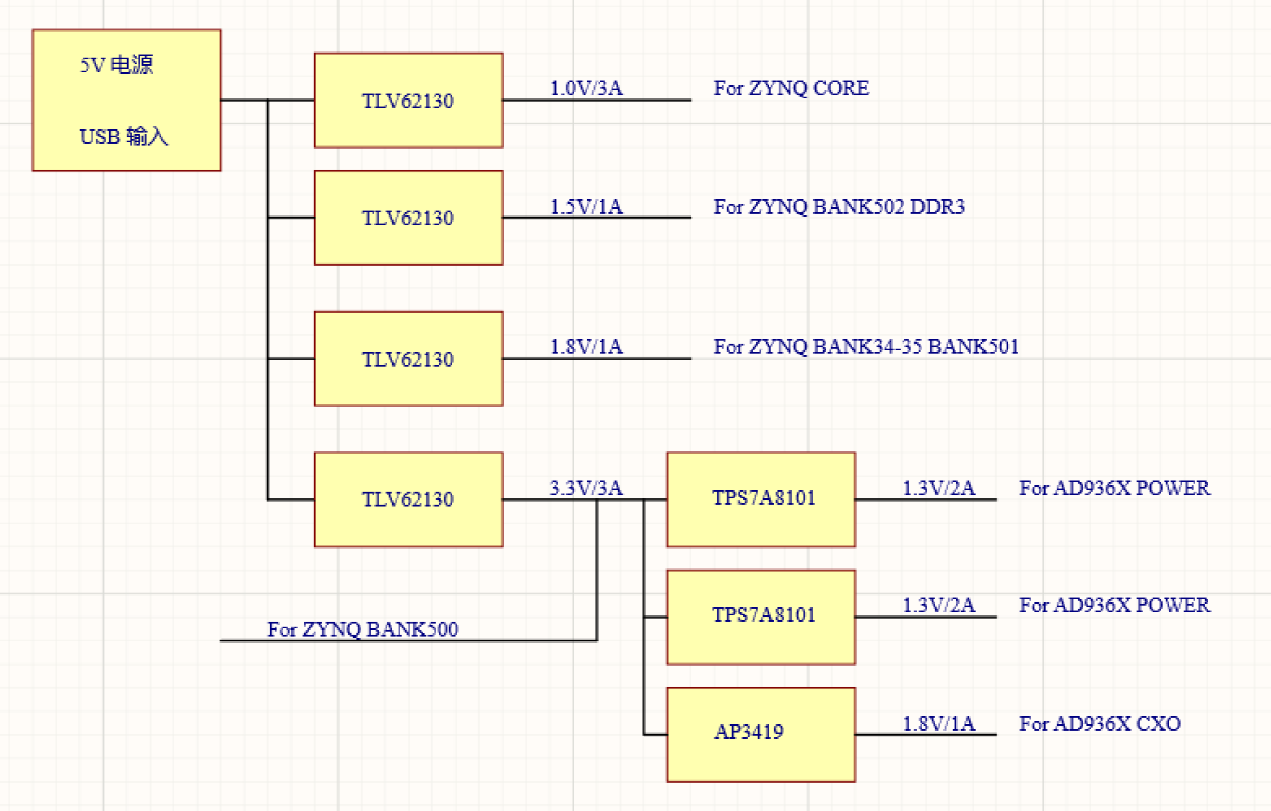 5V 电源
USB 输入
TLV62130
1.0V/3A
For ZYNQ CORE
TLV62130
1.5V/1A
For ZYNQ BANK502 DDR3
TLV62130
1.8V/1A
For ZYNQ BANK34-35 BANK501
TLV62130
3.3V/3A
TPS7A8101
1.3V/2A
For AD936X POWER
TPS7A8101
1.3V/2A
For AD936X POWER
For ZYNQ BANK500
AP3419
1.8V/1A
For AD936X CXO